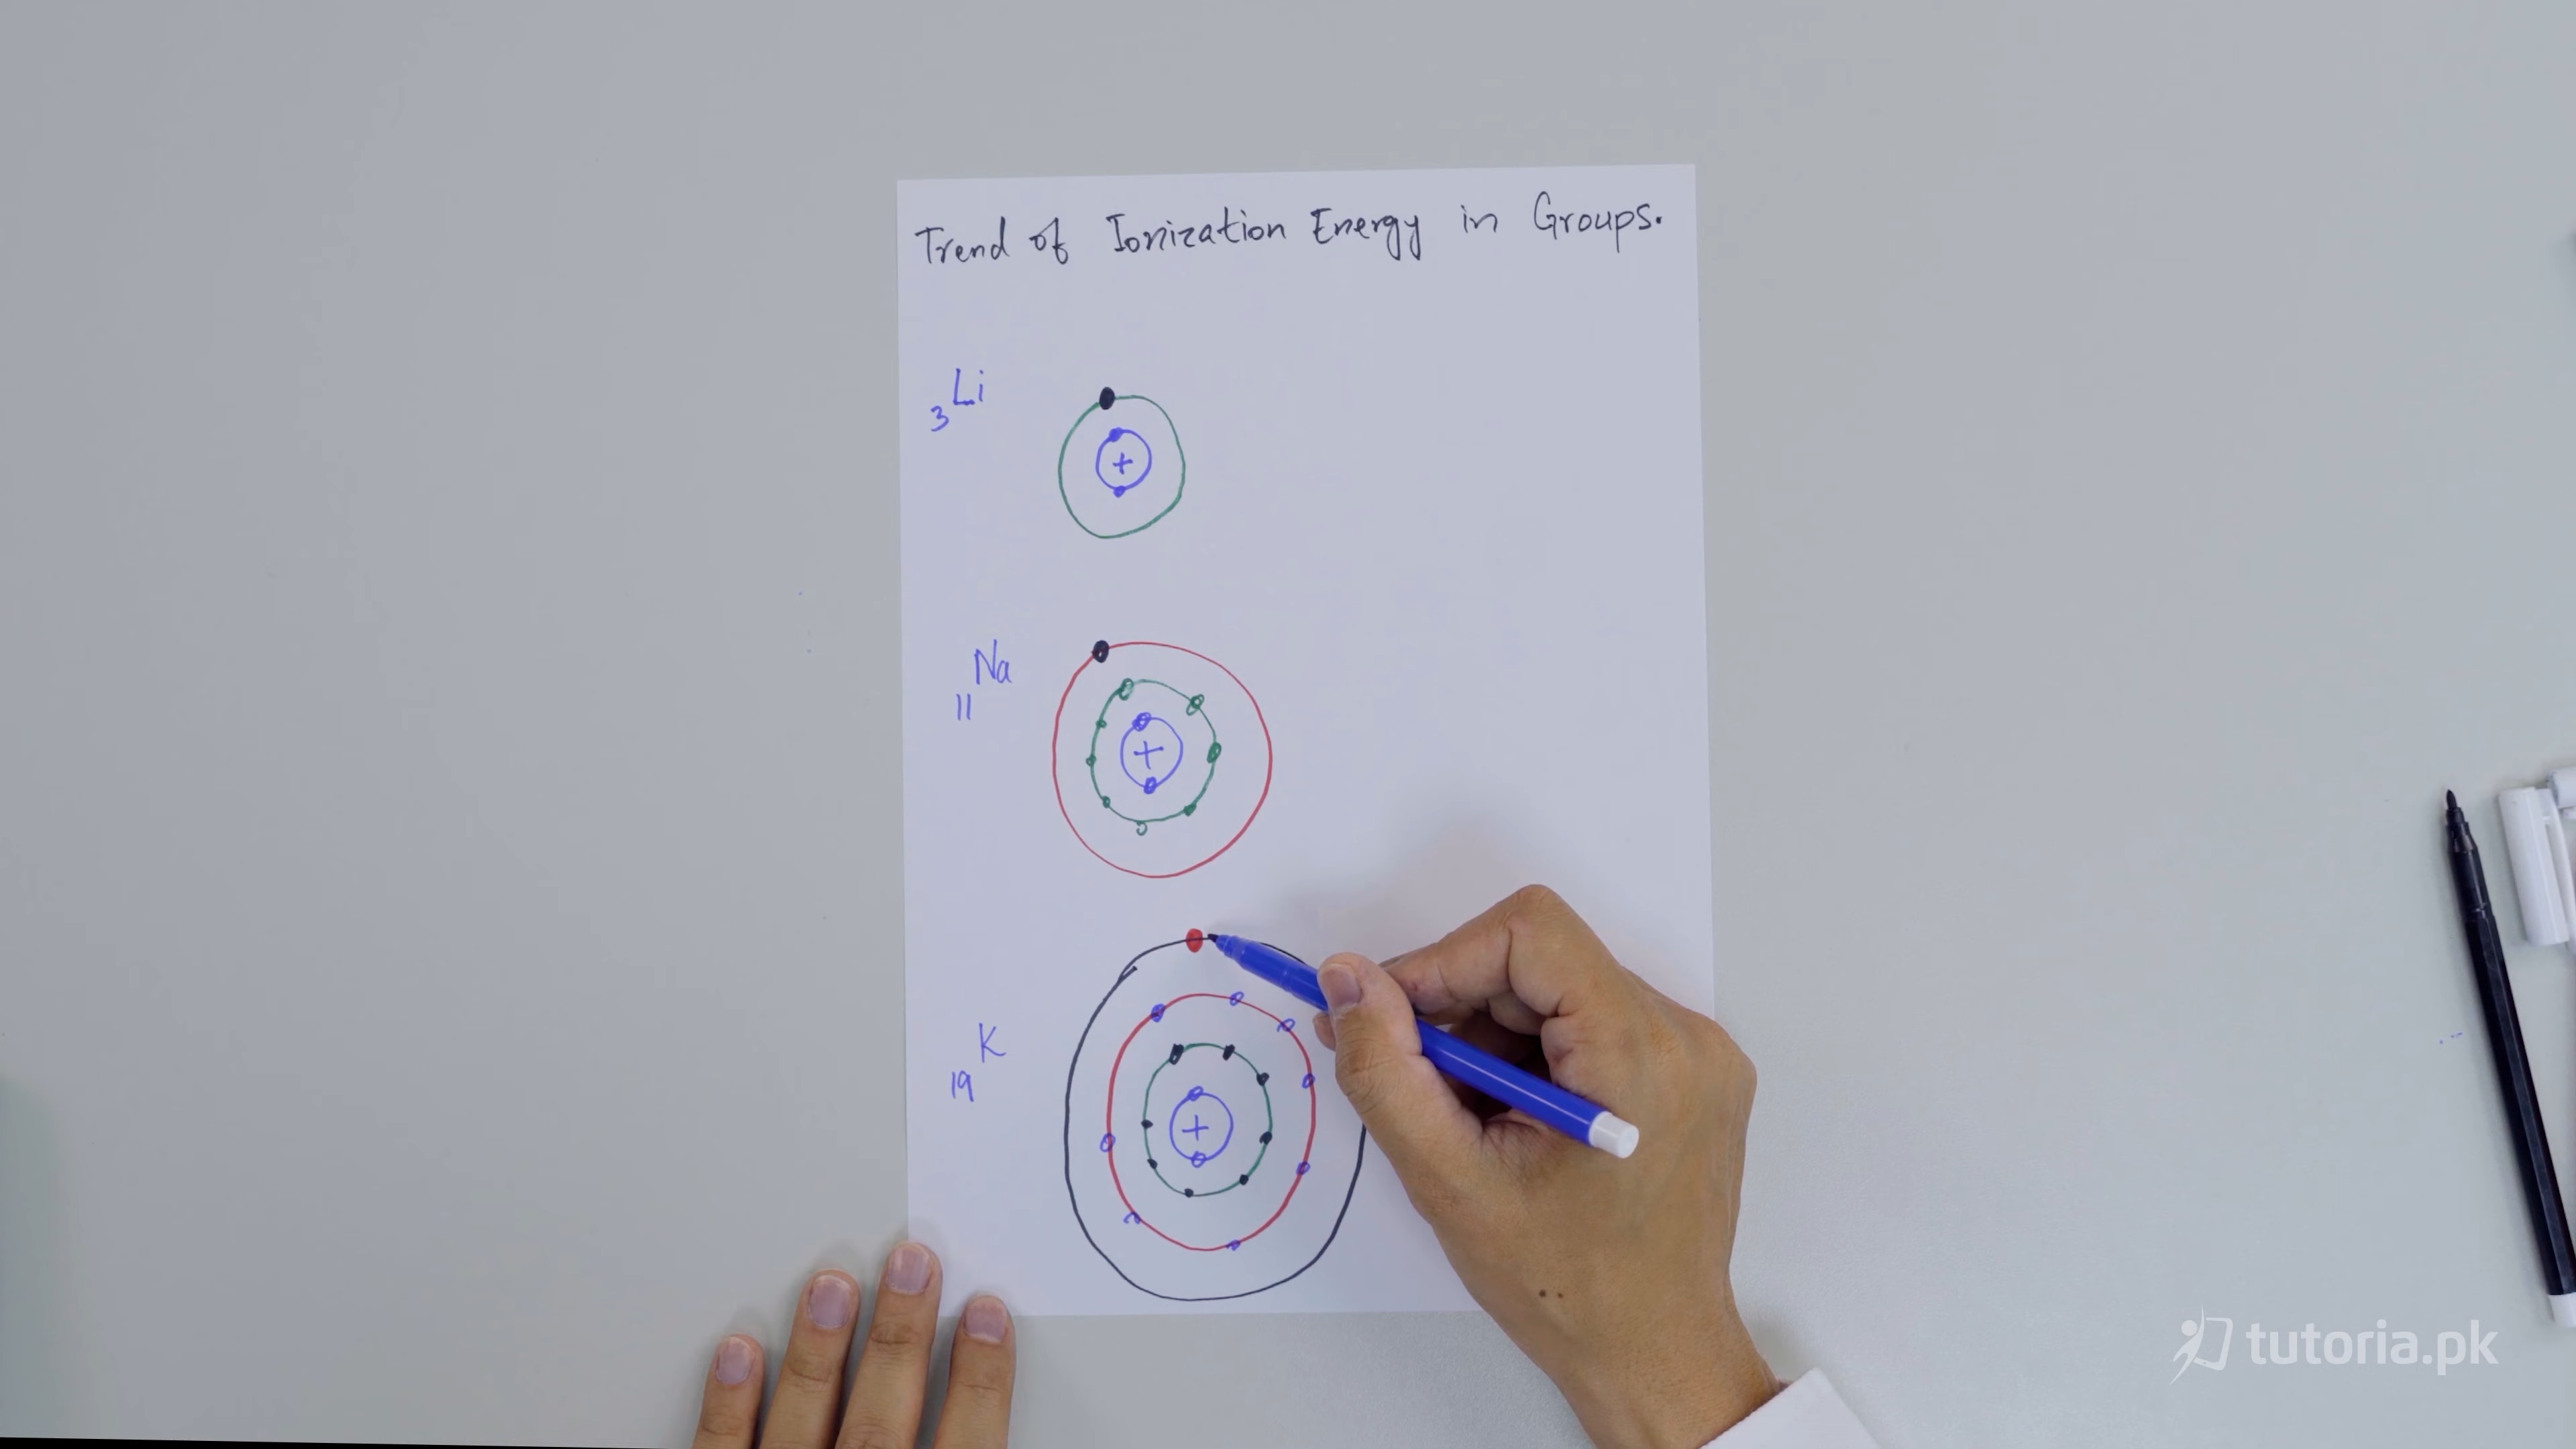 Trend of Ionization Energy in Groups.
3Li
+
11Na
+
19K
+
tutoria.pk